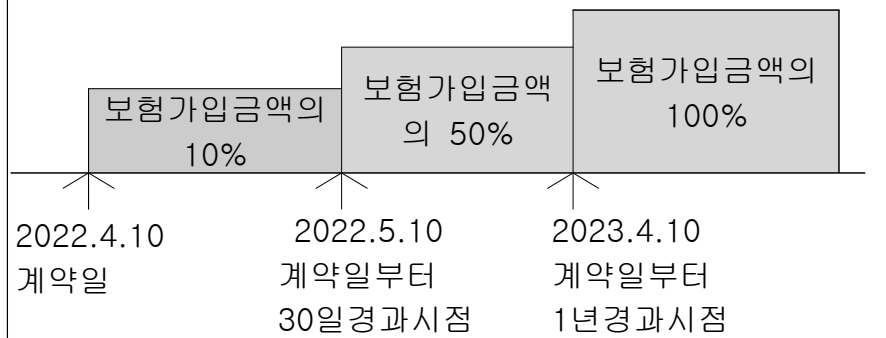 보험가입금액의
10%
보험가입금액
의 50%
보험가입금액의
100%
2022.4.10
계약일
2022.5.10
계약일부터
30일경과시점
2023.4.10
계약일부터
1년경과시점